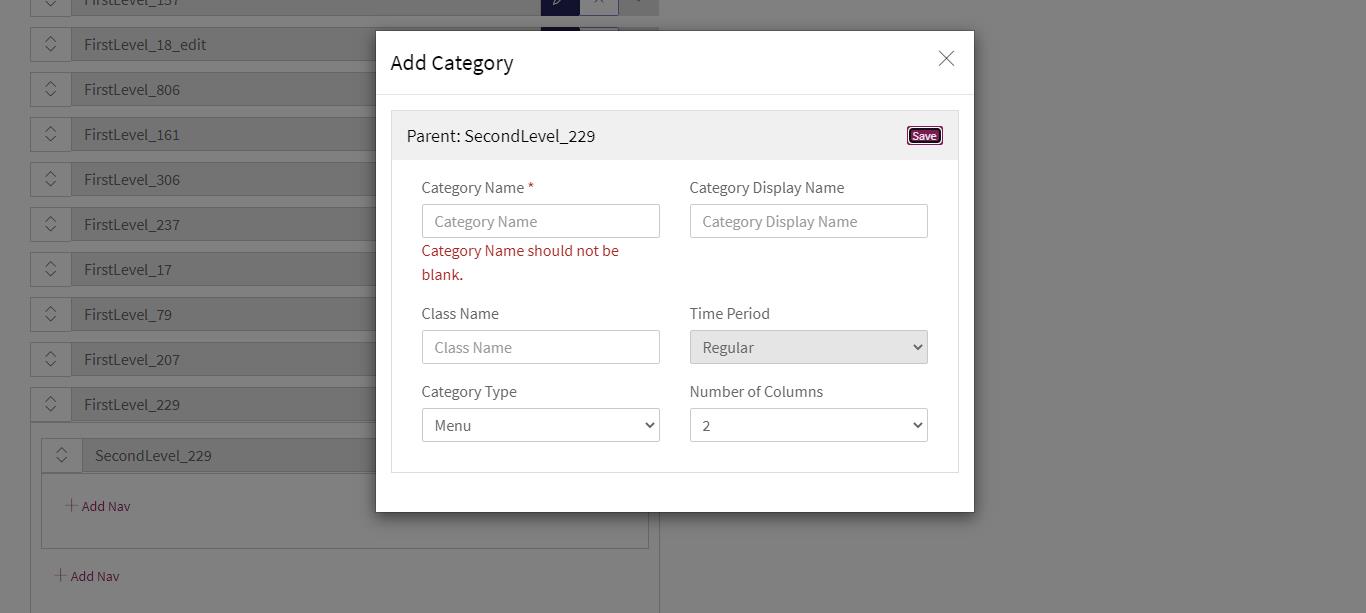 FirstLevel_157
FirstLevel_18_edit
FirstLevel_806
FirstLevel_161
FirstLevel_306
FirstLevel_237
FirstLevel_17
FirstLevel_79
FirstLevel_207
FirstLevel_229
SecondLevel_229
+ Add Nav
+ Add Nav
Add Category
Parent: SecondLevel_229
Save
Category Name *
Category Display Name
Category Name
Category Display Name
Category Name should not be
blank.
Class Name
Time Period
Class Name
Regular
Category Type
Number of Columns
Menu
2